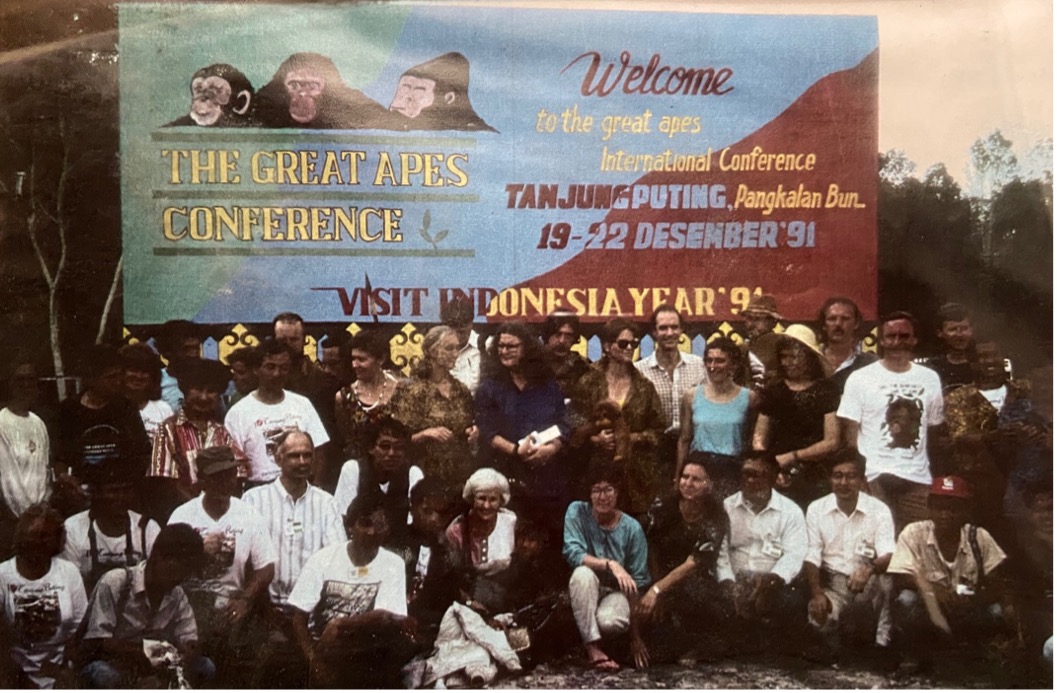 THE GREAT APES
CONFERENCE
Welcome
to the great apes
International Conference
TANJUNG PUTING, Pangkalan Bun
19-22 DESEMBER '91
VISIT INDONESIA YEAR '91